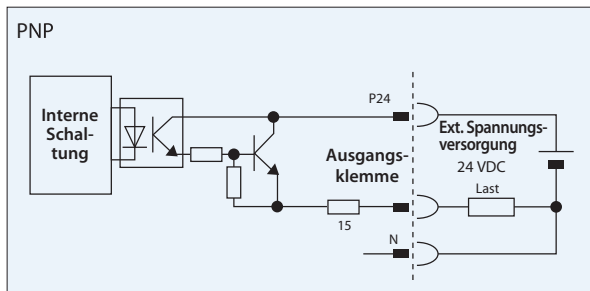 PNP
Interne
Schal-
tung
P24
Ext. Spannungs-
versorgung
24 VDC
Ausgangs-
klemme
Last
15
N